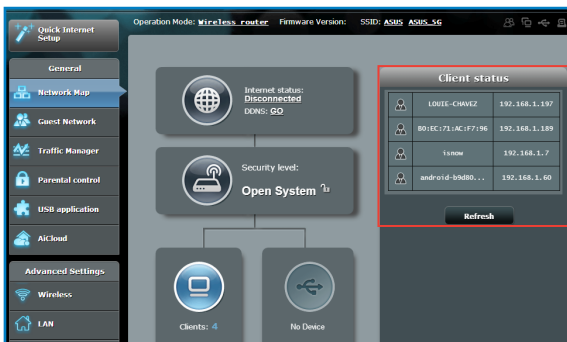 Operation Mode: Wireless router Firmware Version: SSID: ASUS ASUS_5G
Quick Internet
Setup
General
Network Map
Guest Network
Traffic Manager
Parental control
USB application
AiCloud
Advanced Settings
Wireless
LAN
Internet status:
Disconnected
DDNS: GO
Security level:
Open System
Clients: 4
No Device
Client status
LOUIE-CHAVEZ 192.168.1.197
80:EC:71:AC:F7:96 192.168.1.189
isnow 192.168.1.7
android-b9d80... 192.168.1.60
Refresh